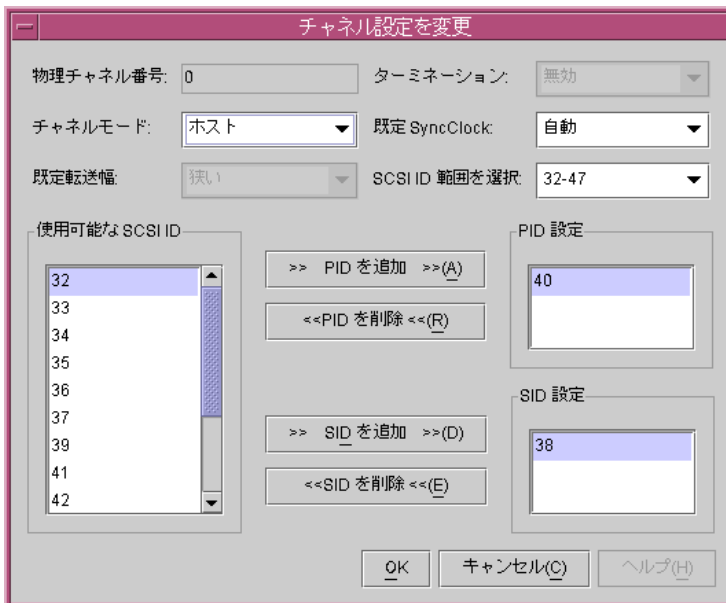 チャネル設定を変更
物理チャネル番号: 0 ターミネーション: 無効
チャネルモード: ホスト 既定 SyncClock: 自動
既定転送幅: 狭い SCSI ID 範囲を選択: 32-47
使用可能な SCSI ID
32
33
34
35
36
37
39
41
42
>> PID を追加 >>(A)
<<PID を削除 <<(R)
>> SID を追加 >>(D)
<<SID を削除 <<(E)
PID 設定
40
SID 設定
38
OK キャンセル(C) ヘルプ(H)